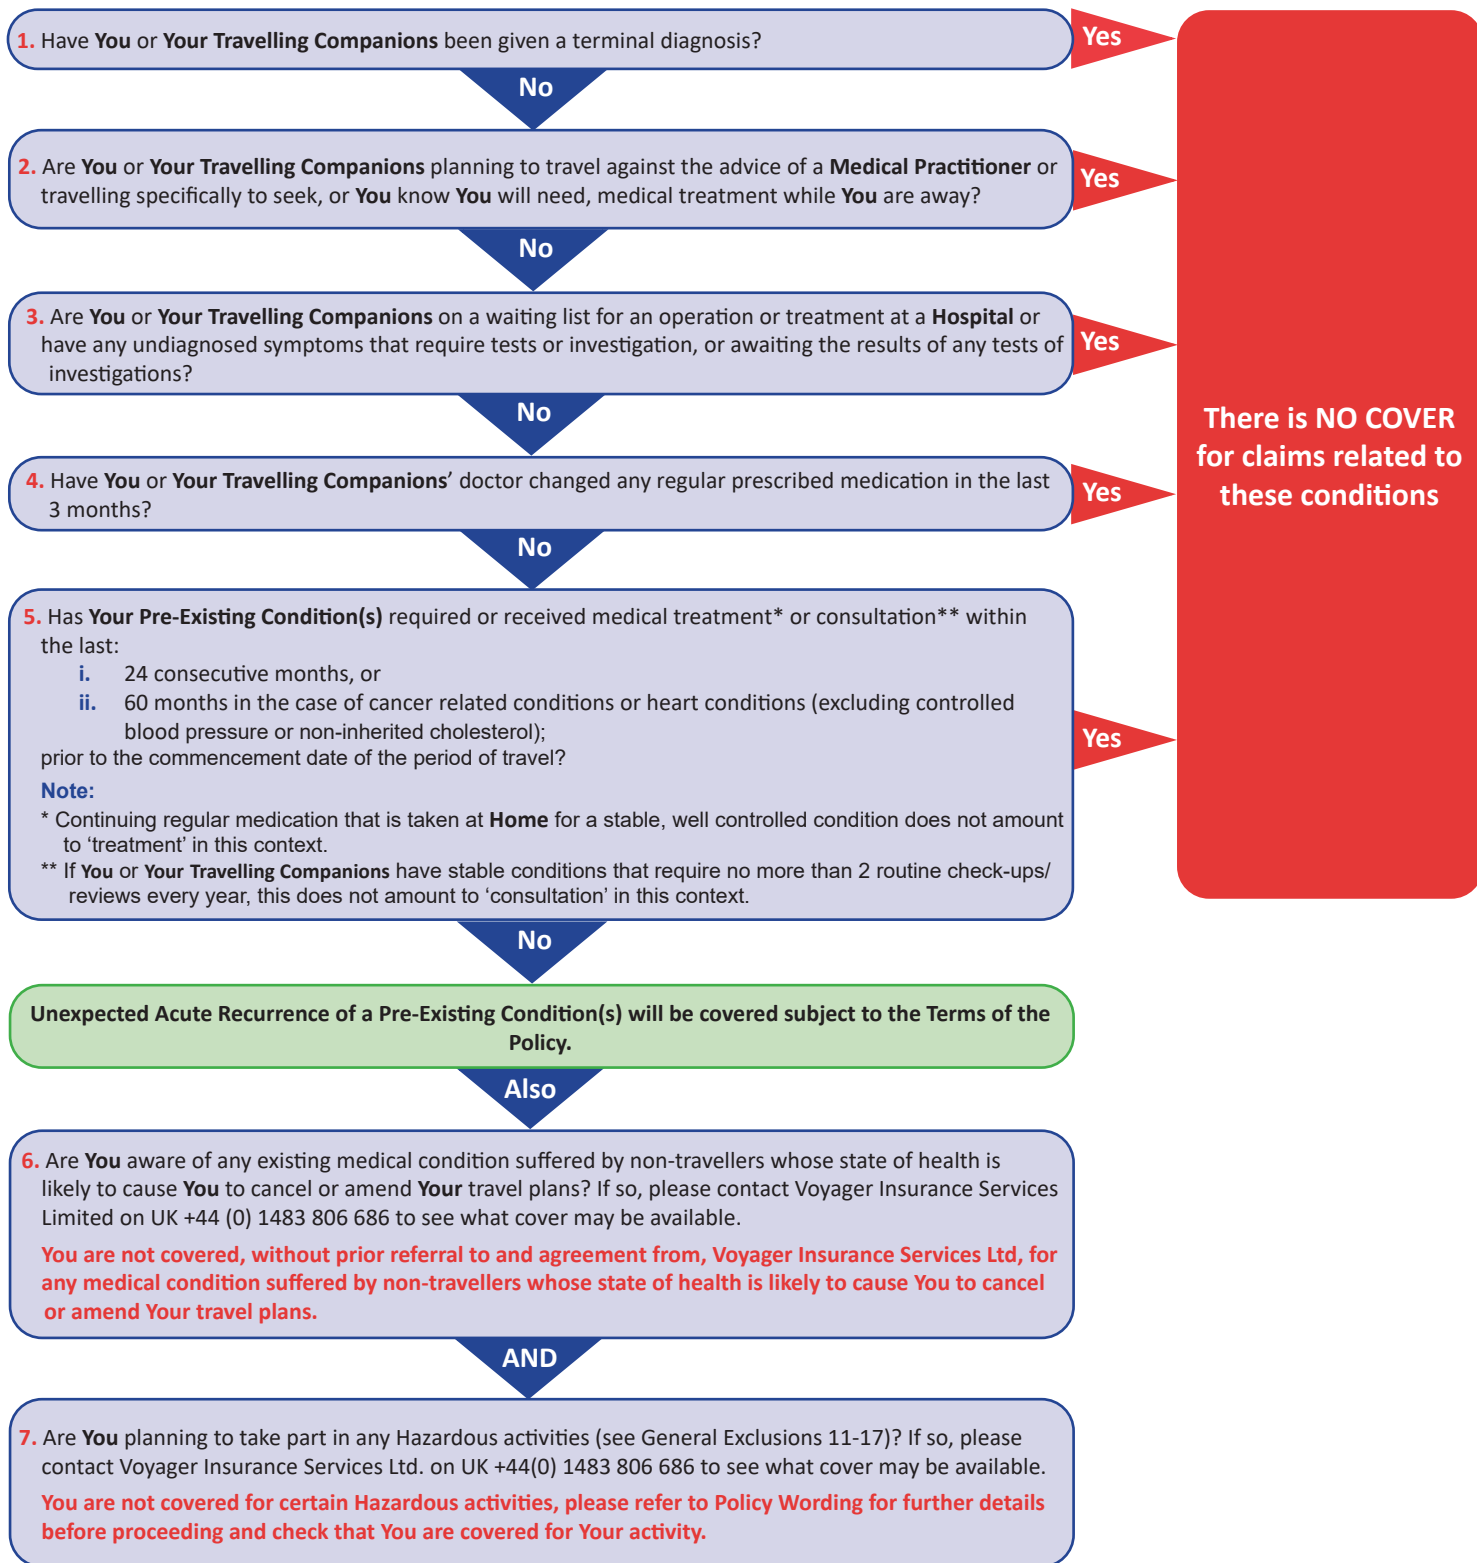 1. Have You or Your Travelling Companions been given a terminal diagnosis?
Yes
No
2. Are You or Your Travelling Companions planning to travel against the advice of a Medical Practitioner or
travelling specifically to seek, or You know You will need, medical treatment while You are away?
Yes
No
3. Are You or Your Travelling Companions on a waiting list for an operation or treatment at a Hospital or
have any undiagnosed symptoms that require tests or investigation, or awaiting the results of any tests of
investigations?
Yes
No
4. Have You or Your Travelling Companions’ doctor changed any regular prescribed medication in the last
3 months?
Yes
No
5. Has Your Pre-Existing Condition(s) required or received medical treatment* or consultation** within
the last:
i. 24 consecutive months, or
ii. 60 months in the case of cancer related conditions or heart conditions (excluding controlled
blood pressure or non-inherited cholesterol);
prior to the commencement date of the period of travel?
Note:
* Continuing regular medication that is taken at Home for a stable, well controlled condition does not amount
to ‘treatment’ in this context.
** If You or Your Travelling Companions have stable conditions that require no more than 2 routine check-ups/
reviews every year, this does not amount to ‘consultation’ in this context.
Yes
There is NO COVER
for claims related to
these conditions
No
Unexpected Acute Recurrence of a Pre-Existing Condition(s) will be covered subject to the Terms of the
Policy.
Also
6. Are You aware of any existing medical condition suffered by non-travellers whose state of health is
likely to cause You to cancel or amend Your travel plans? If so, please contact Voyager Insurance Services
Limited on UK +44 (0) 1483 806 686 to see what cover may be available.
You are not covered, without prior referral to and agreement from, Voyager Insurance Services Ltd, for
any medical condition suffered by non-travellers whose state of health is likely to cause You to cancel
or amend Your travel plans.
AND
7. Are You planning to take part in any Hazardous activities (see General Exclusions 11-17)? If so, please
contact Voyager Insurance Services Ltd. on UK +44(0) 1483 806 686 to see what cover may be available.
You are not covered for certain Hazardous activities, please refer to Policy Wording for further details
before proceeding and check that You are covered for Your activity.